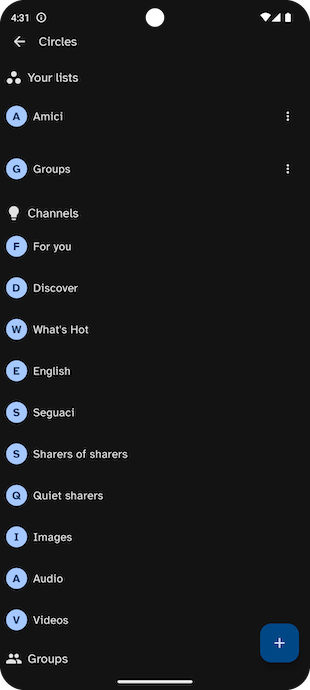 4:31
Circles
Your lists
A Amici
G Groups
Channels
F For you
D Discover
W What's Hot
E English
S Seguaci
S Sharers of sharers
Q Quiet sharers
I Images
A Audio
V Videos
Groups